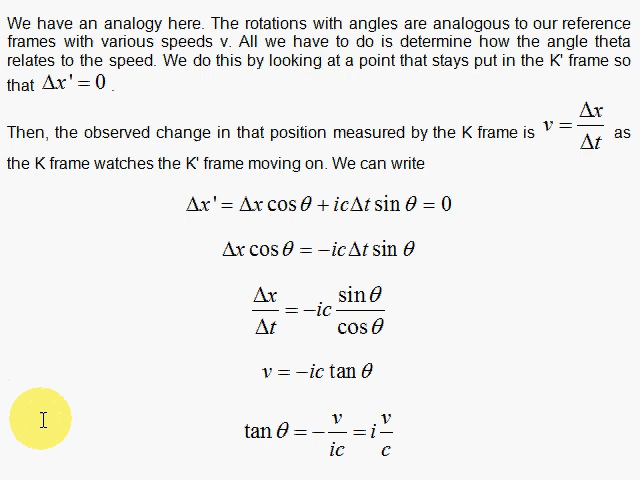 We have an analogy here. The rotations with angles are analogous to our reference
frames with various speeds v. All we have to do is determine how the angle theta
relates to the speed. We do this by looking at a point that stays put in the K' frame so
that Δx' = 0 .
Then, the observed change in that position measured by the K frame is v = Δx/Δt as
the K frame watches the K' frame moving on. We can write
Δx' = Δx cos θ + icΔt sin θ = 0
Δx cos θ = −icΔt sin θ
Δx/Δt = −ic sin θ/cos θ
v = −ic tan θ
tan θ = −v/ic = i v/c